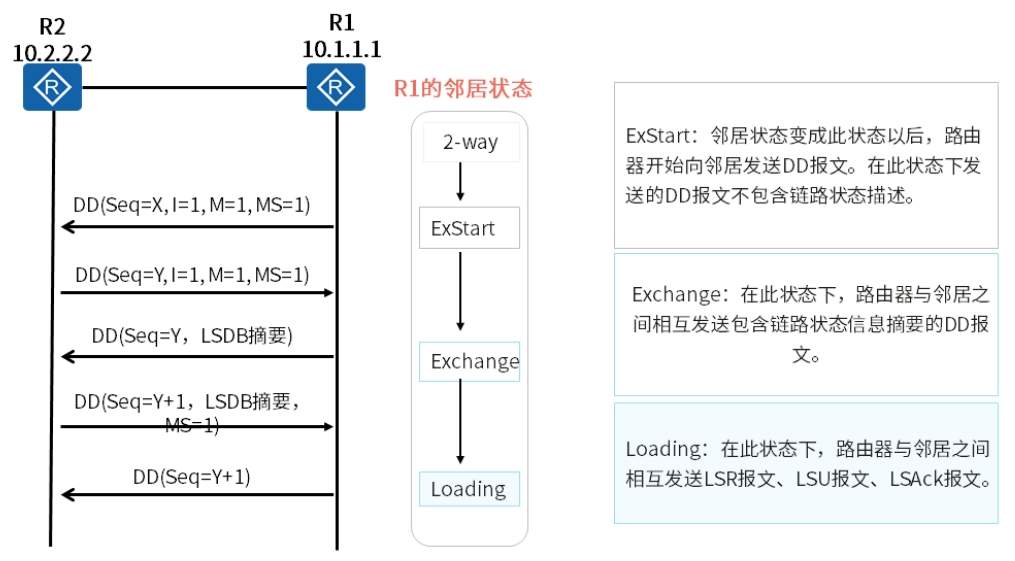 R2
10.2.2.2
R1
10.1.1.1
R
R
R1的邻居状态
DD(Seq=X, I=1, M=1, MS=1)
DD(Seq=Y, I=1, M=1, MS=1)
DD(Seq=Y，LSDB摘要)
DD(Seq=Y+1，LSDB摘要，
MS=1)
DD(Seq=Y+1)
2-way
ExStart
Exchange
Loading
ExStart：邻居状态变成此状态以后，路由
器开始向邻居发送DD报文。在此状态下发
送的DD报文不包含链路状态描述。
Exchange：在此状态下，路由器与邻居之
间相互发送包含链路状态信息摘要的DD报
文。
Loading：在此状态下，路由器与邻居之间
相互发送LSR报文、LSU报文、LSAck报文。